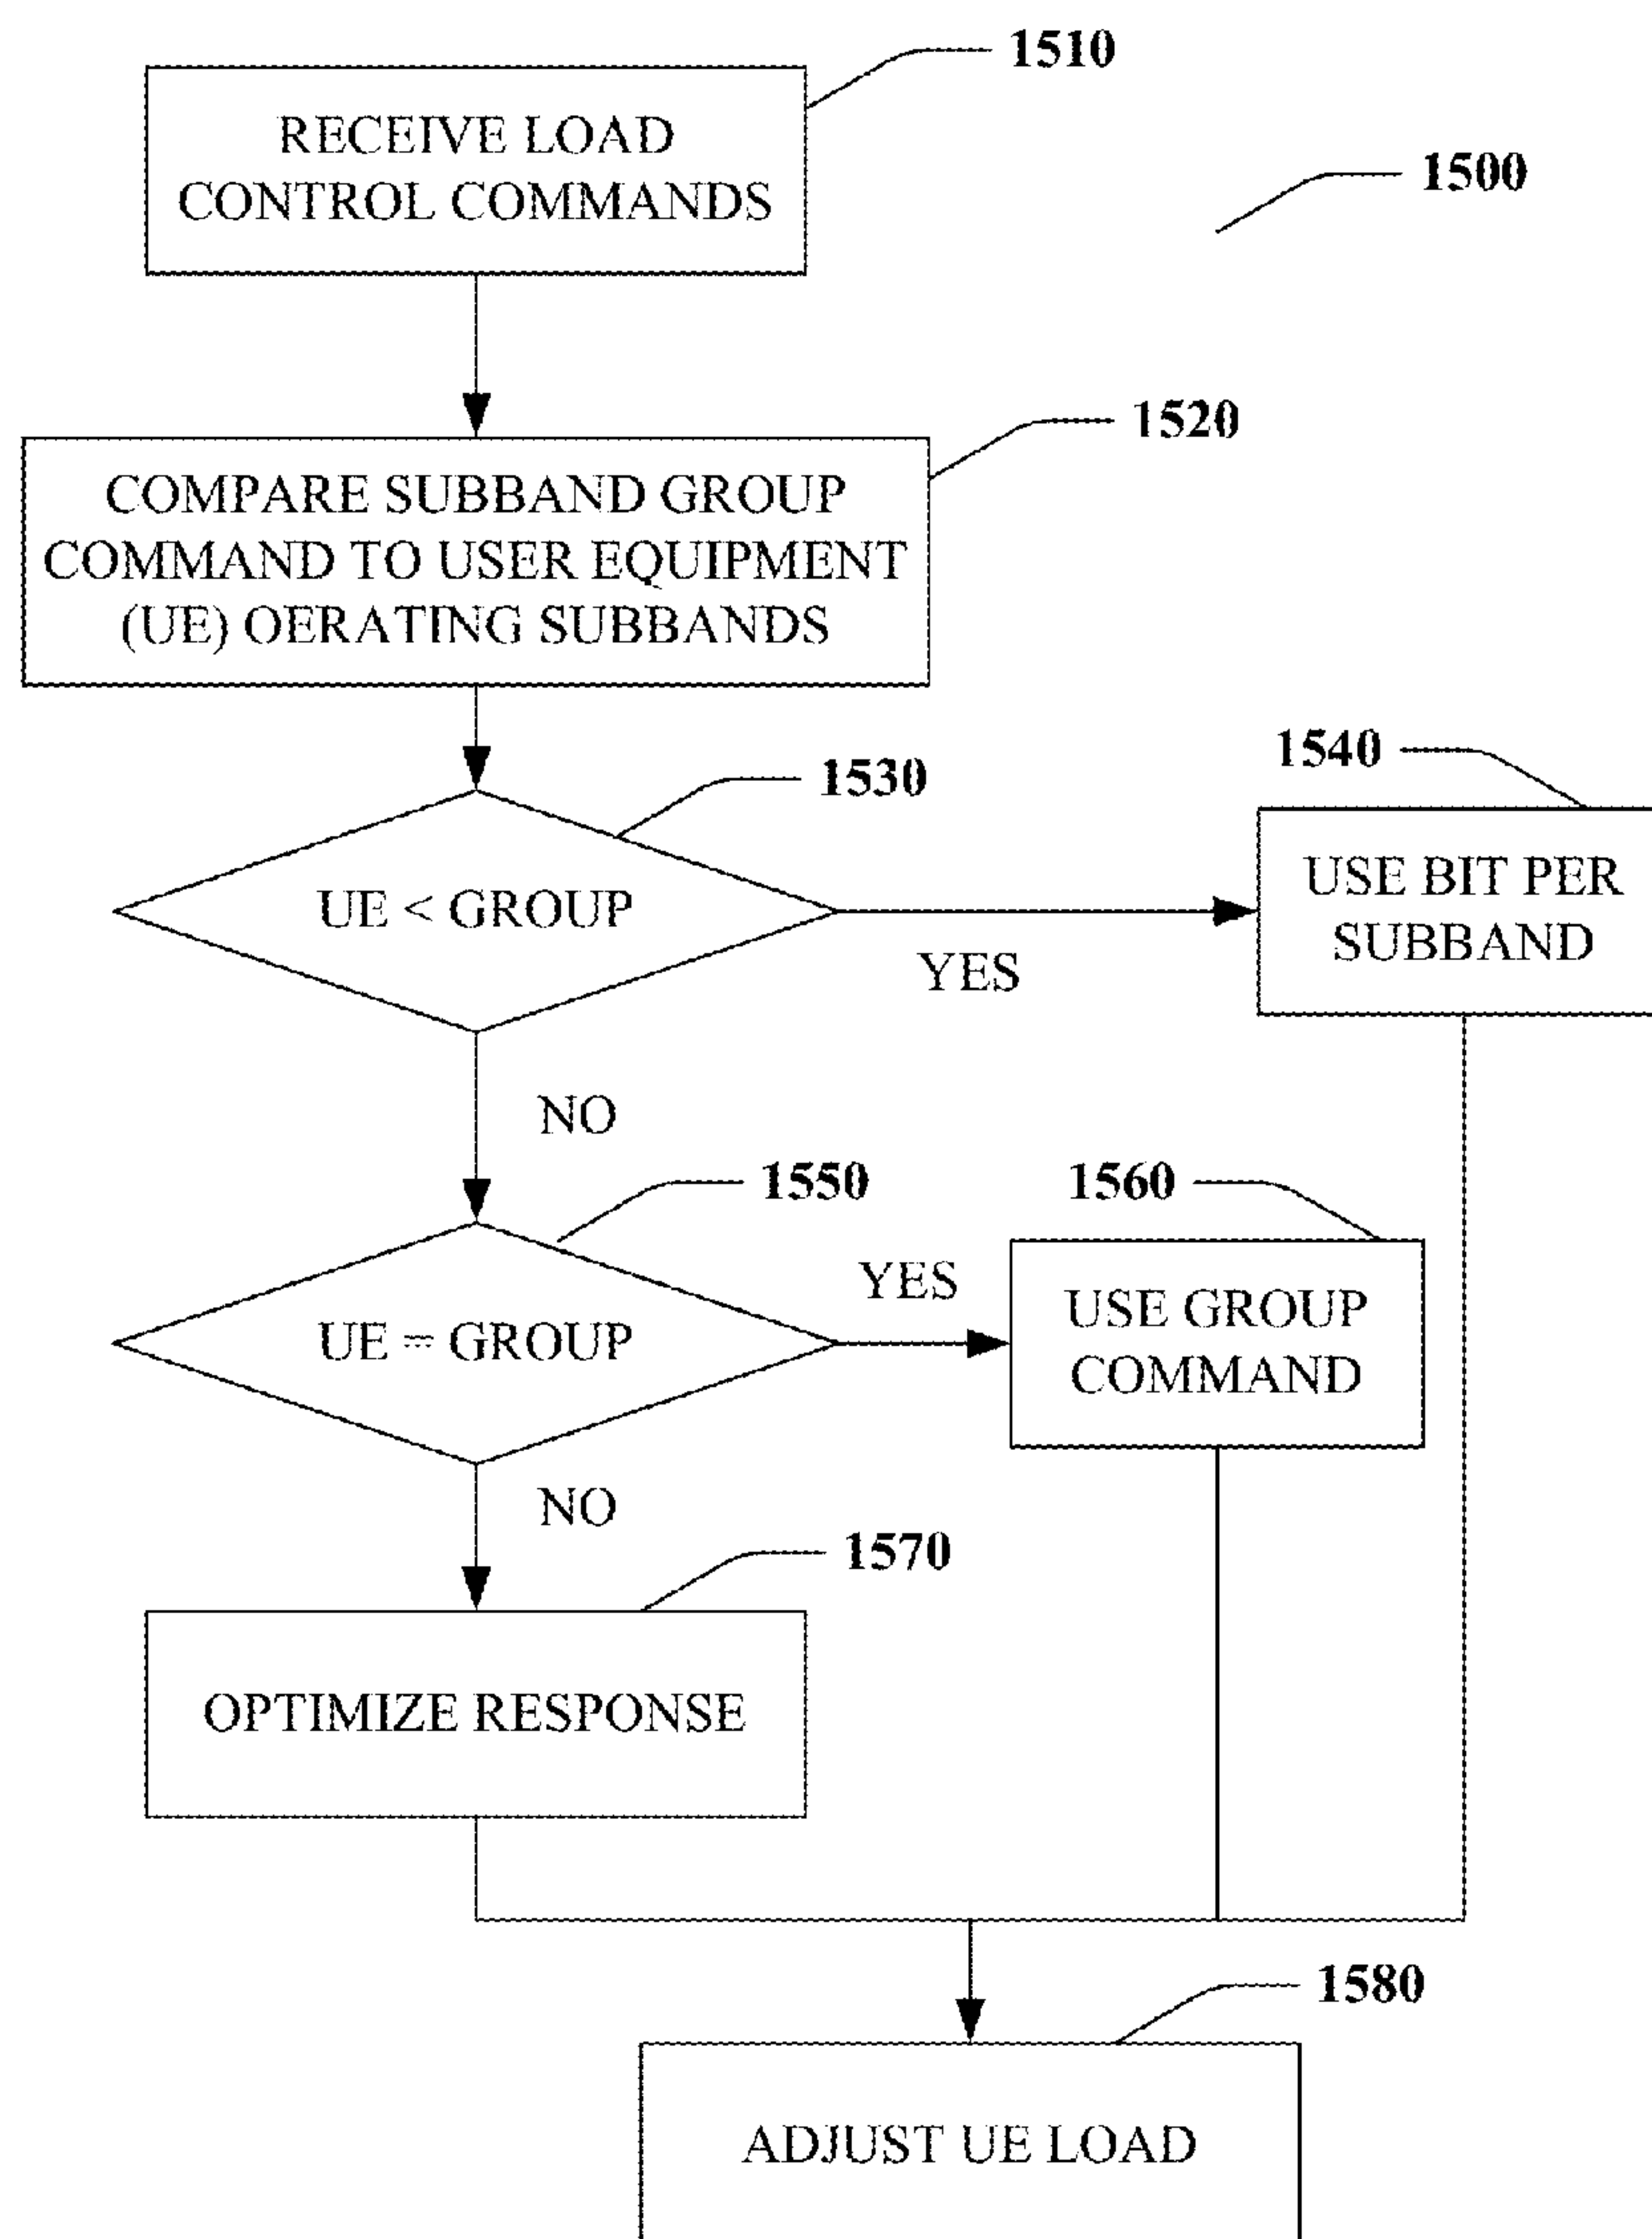 1510
RECEIVE LOAD
CONTROL COMMANDS
1500
1520
COMPARE SUBBAND GROUP
COMMAND TO USER EQUIPMENT
(UE) OERATING SUBBANDS
1530
1540
UE < GROUP
USE BIT PER
SUBBAND
YES
NO
1550
1560
YES
UE = GROUP
USE GROUP
COMMAND
NO
1570
OPTIMIZE RESPONSE
1580
ADJUST UE LOAD